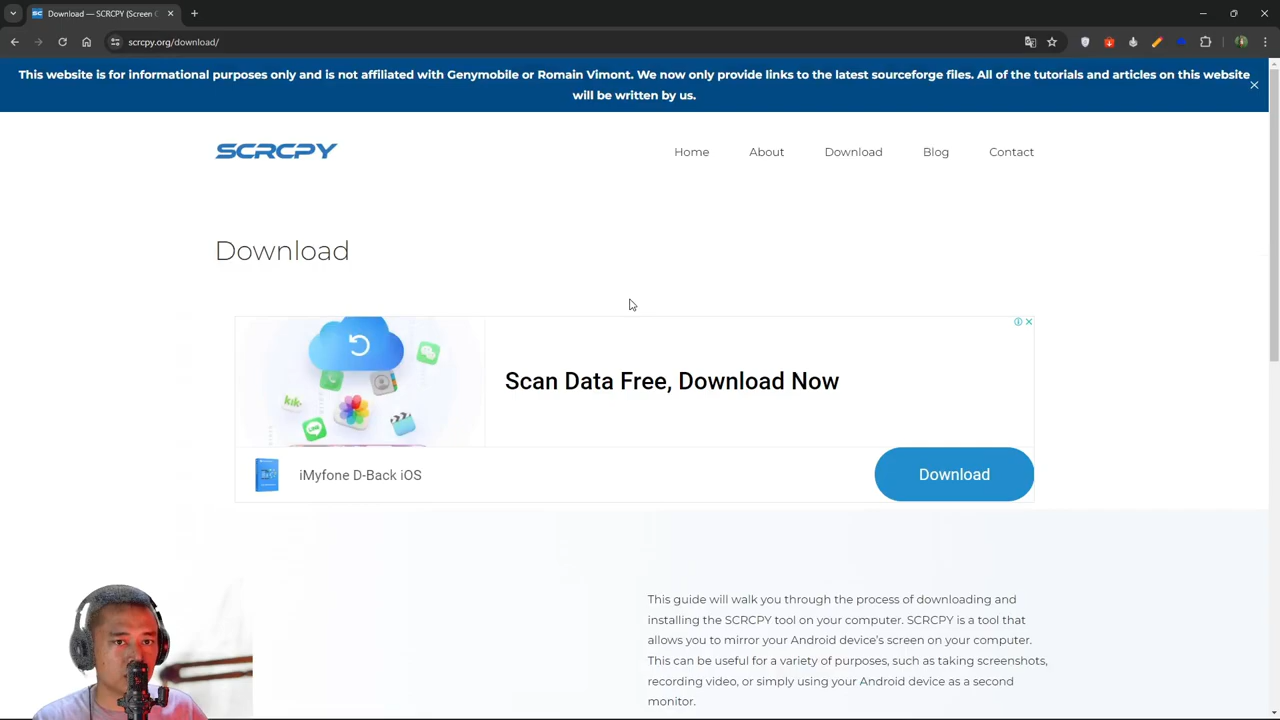 Download — SCRCPY (Screen C
scrcpy.org/download/
This website is for informational purposes only and is not affiliated with Genymobile or Romain Vimont. We now only provide links to the latest sourceforge files. All of the tutorials and articles on this website
will be written by us.
SCRCPY
Home About Download Blog Contact
Download
kik
Scan Data Free, Download Now
iMyfone D-Back iOS
Download
This guide will walk you through the process of downloading and
installing the SCRCPY tool on your computer. SCRCPY is a tool that
allows you to mirror your Android device's screen on your computer.
This can be useful for a variety of purposes, such as taking screenshots,
recording video, or simply using your Android device as a second
monitor.